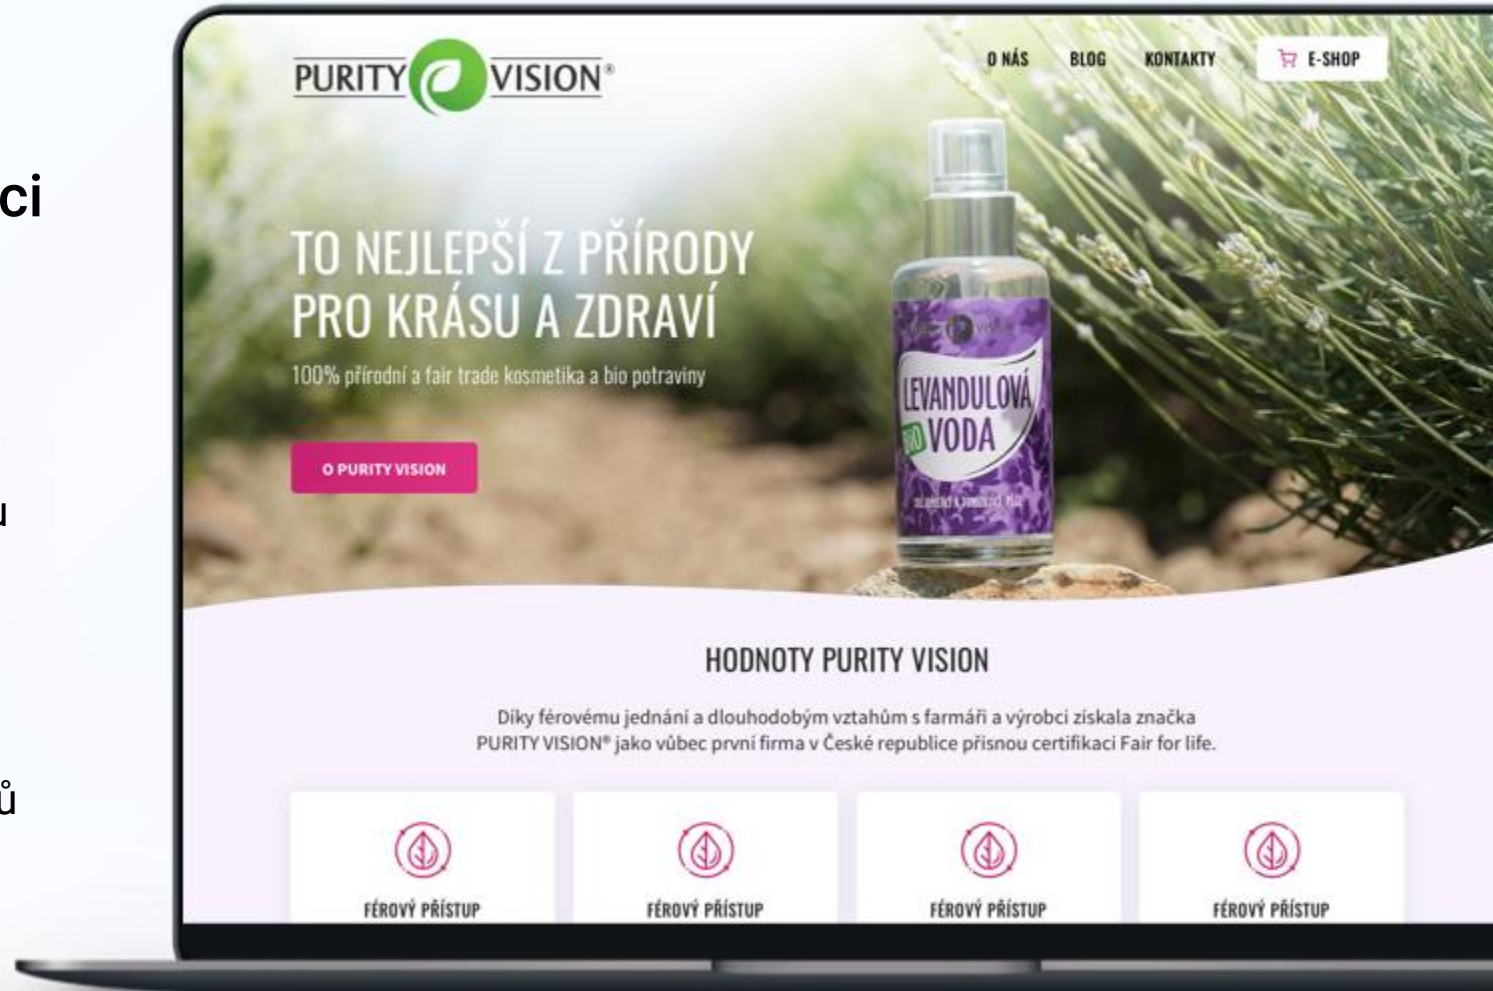 ci
ů
PURITY VISION®
O NÁS BLOG KONTAKTY E-SHOP
TO NEJLEPŠÍ Z PŘÍRODY
PRO KRÁSU A ZDRAVÍ
100% přírodní a fair trade kosmetika a bio potraviny
O PURITY VISION
LEVANDULOVÁ
BIO VODA
HODNOTY PURITY VISION
Díky férovému jednání a dlouhodobým vztahům s farmáři a výrobci získala značka
PURITY VISION® jako vůbec první firma v České republice přísnou certifikaci Fair for life.
FÉROVÝ PŘÍSTUP FÉROVÝ PŘÍSTUP FÉROVÝ PŘÍSTUP FÉROVÝ PŘÍSTUP